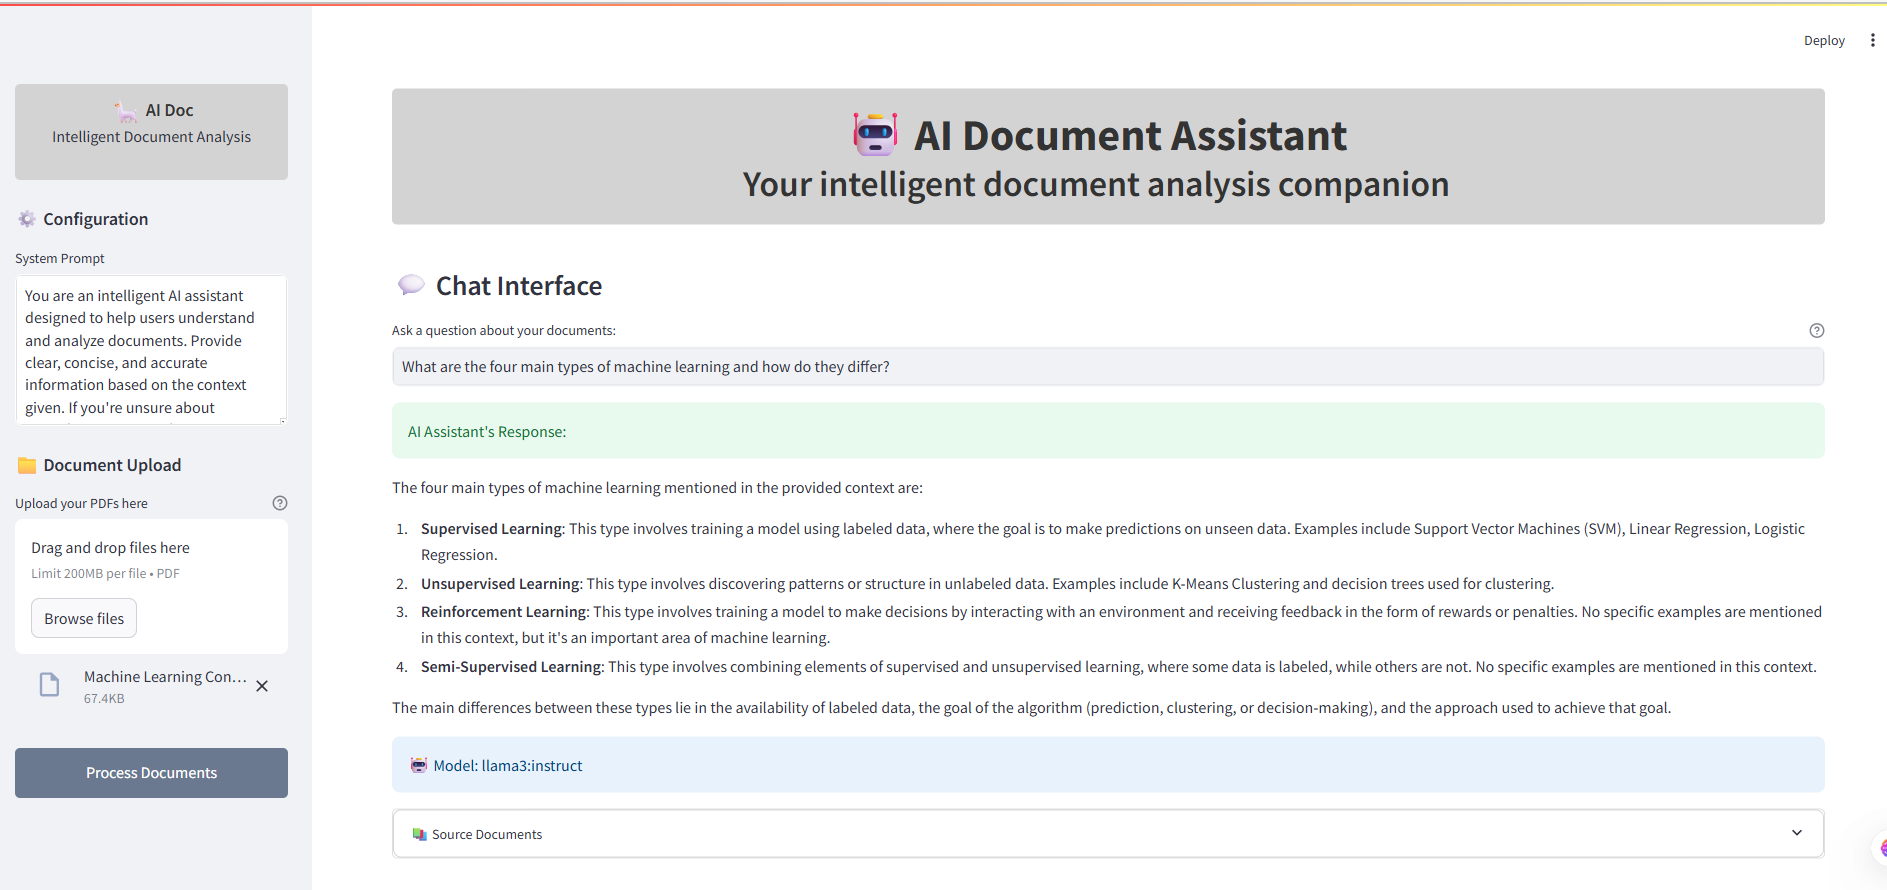 Deploy
AI Doc
Intelligent Document Analysis
Configuration
System Prompt
You are an intelligent AI assistant
designed to help users understand
and analyze documents. Provide
clear, concise, and accurate
information based on the context
given. If you're unsure about
Document Upload
Upload your PDFs here
Drag and drop files here
Limit 200MB per file • PDF
Browse files
Machine Learning Con...
67.4KB
Process Documents
AI Document Assistant
Your intelligent document analysis companion
Chat Interface
Ask a question about your documents:
What are the four main types of machine learning and how do they differ?
AI Assistant's Response:
The four main types of machine learning mentioned in the provided context are:
1. Supervised Learning: This type involves training a model using labeled data, where the goal is to make predictions on unseen data. Examples include Support Vector Machines (SVM), Linear Regression, Logistic
Regression.
2. Unsupervised Learning: This type involves discovering patterns or structure in unlabeled data. Examples include K-Means Clustering and decision trees used for clustering.
3. Reinforcement Learning: This type involves training a model to make decisions by interacting with an environment and receiving feedback in the form of rewards or penalties. No specific examples are mentioned
in this context, but it's an important area of machine learning.
4. Semi-Supervised Learning: This type involves combining elements of supervised and unsupervised learning, where some data is labeled, while others are not. No specific examples are mentioned in this context.
The main differences between these types lie in the availability of labeled data, the goal of the algorithm (prediction, clustering, or decision-making), and the approach used to achieve that goal.
Model: llama3:instruct
Source Documents